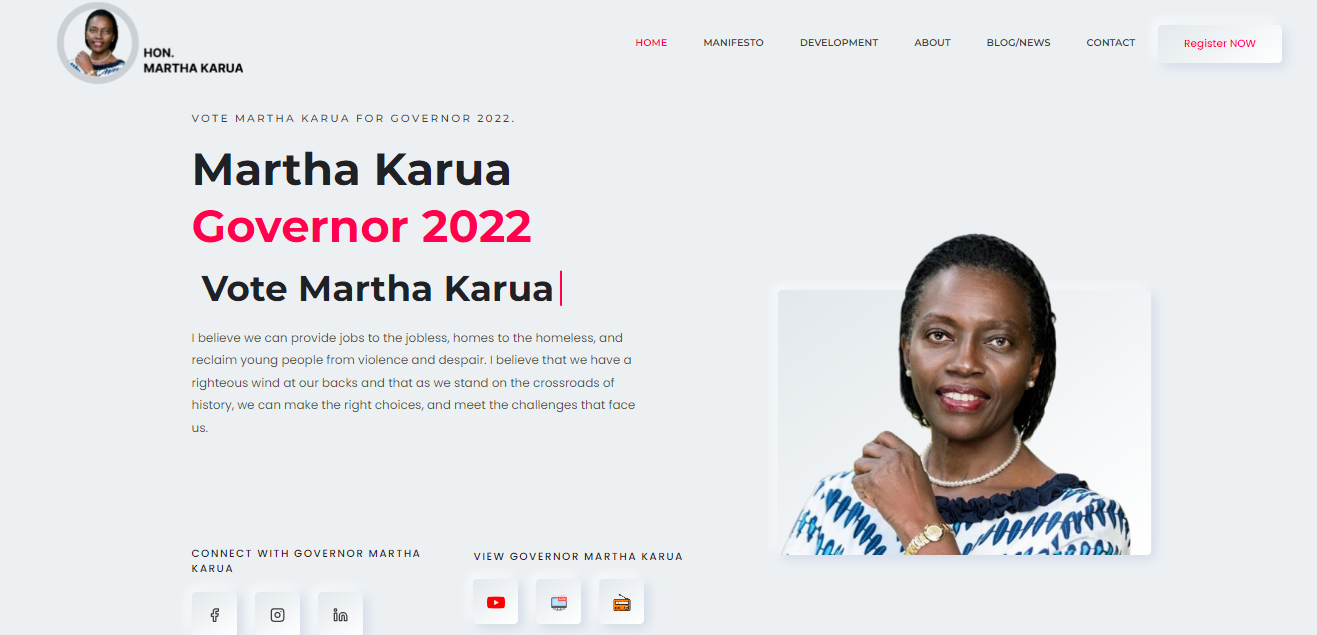 HON.
MARTHA KARUA
HOME
MANIFESTO
DEVELOPMENT
ABOUT
BLOG/NEWS
CONTACT
Register NOW
VOTE MARTHA KARUA FOR GOVERNOR 2022.
Martha Karua
Governor 2022
Vote Martha Karua
I believe we can provide jobs to the jobless, homes to the homeless, and
reclaim young people from violence and despair. I believe that we have a
righteous wind at our backs and that as we stand on the crossroads of
history, we can make the right choices, and meet the challenges that face
us.
CONNECT WITH GOVERNOR MARTHA
KARUA
VIEW GOVERNOR MARTHA KARUA